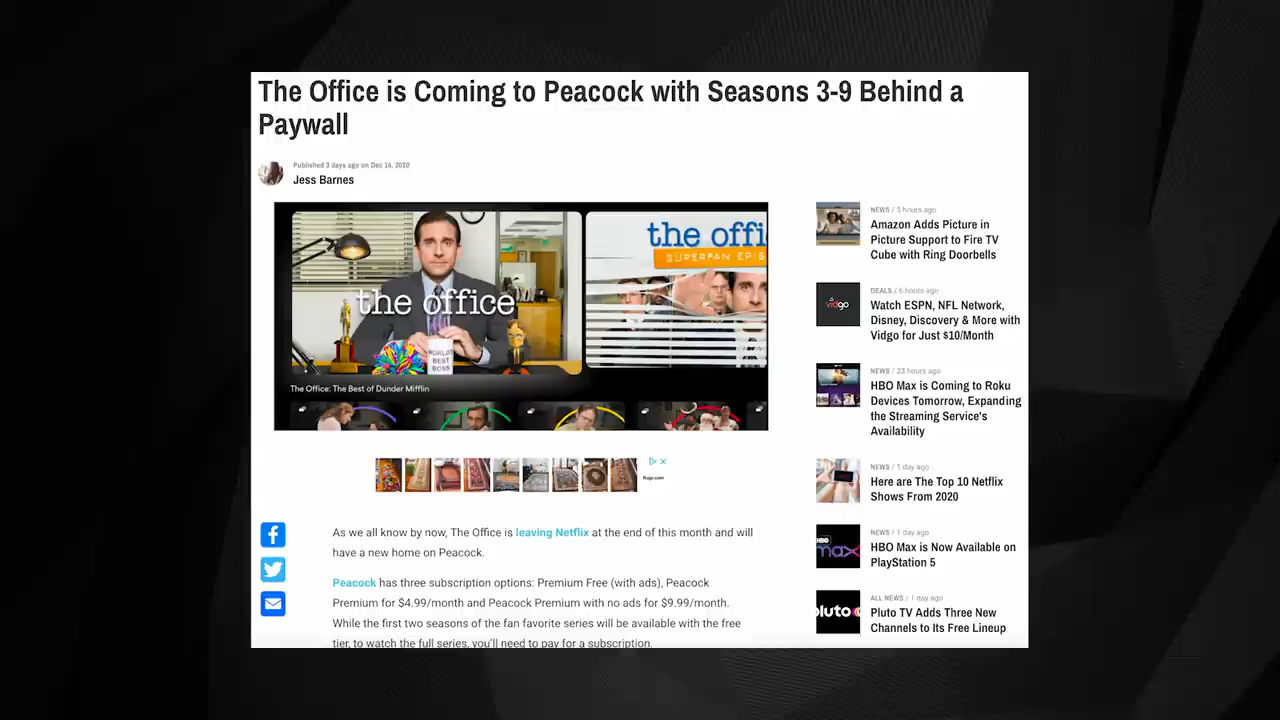 The Office is Coming to Peacock with Seasons 3-9 Behind a
Paywall
Published 3 days ago on Dec 14, 2020
Jess Barnes
the office
WORLD'S
BEST
BOSS
the offi
SUPERFAN EPIS
The Office: The Best of Dunder Mifflin
As we all know by now, The Office is leaving Netflix at the end of this month and will
have a new home on Peacock.
Peacock has three subscription options: Premium Free (with ads), Peacock
Premium for $4.99/month and Peacock Premium with no ads for $9.99/month.
While the first two seasons of the fan favorite series will be available with the free
tier, to watch the full series, you'll need to pay for a subscription.
NEWS / 5 hours ago
Amazon Adds Picture in
Picture Support to Fire TV
Cube with Ring Doorbells
vidgo
DEALS / 6 hours ago
Watch ESPN, NFL Network,
Disney, Discovery & More with
Vidgo for Just $10/Month
NEWS / 23 hours ago
HBO Max is Coming to Roku
Devices Tomorrow, Expanding
the Streaming Service's
Availability
NEWS / 1 day ago
Here are The Top 10 Netflix
Shows From 2020
HBO
max
NEWS / 1 day ago
HBO Max is Now Available on
PlayStation 5
pluto
ALL NEWS / 1 day ago
Pluto TV Adds Three New
Channels to Its Free Lineup